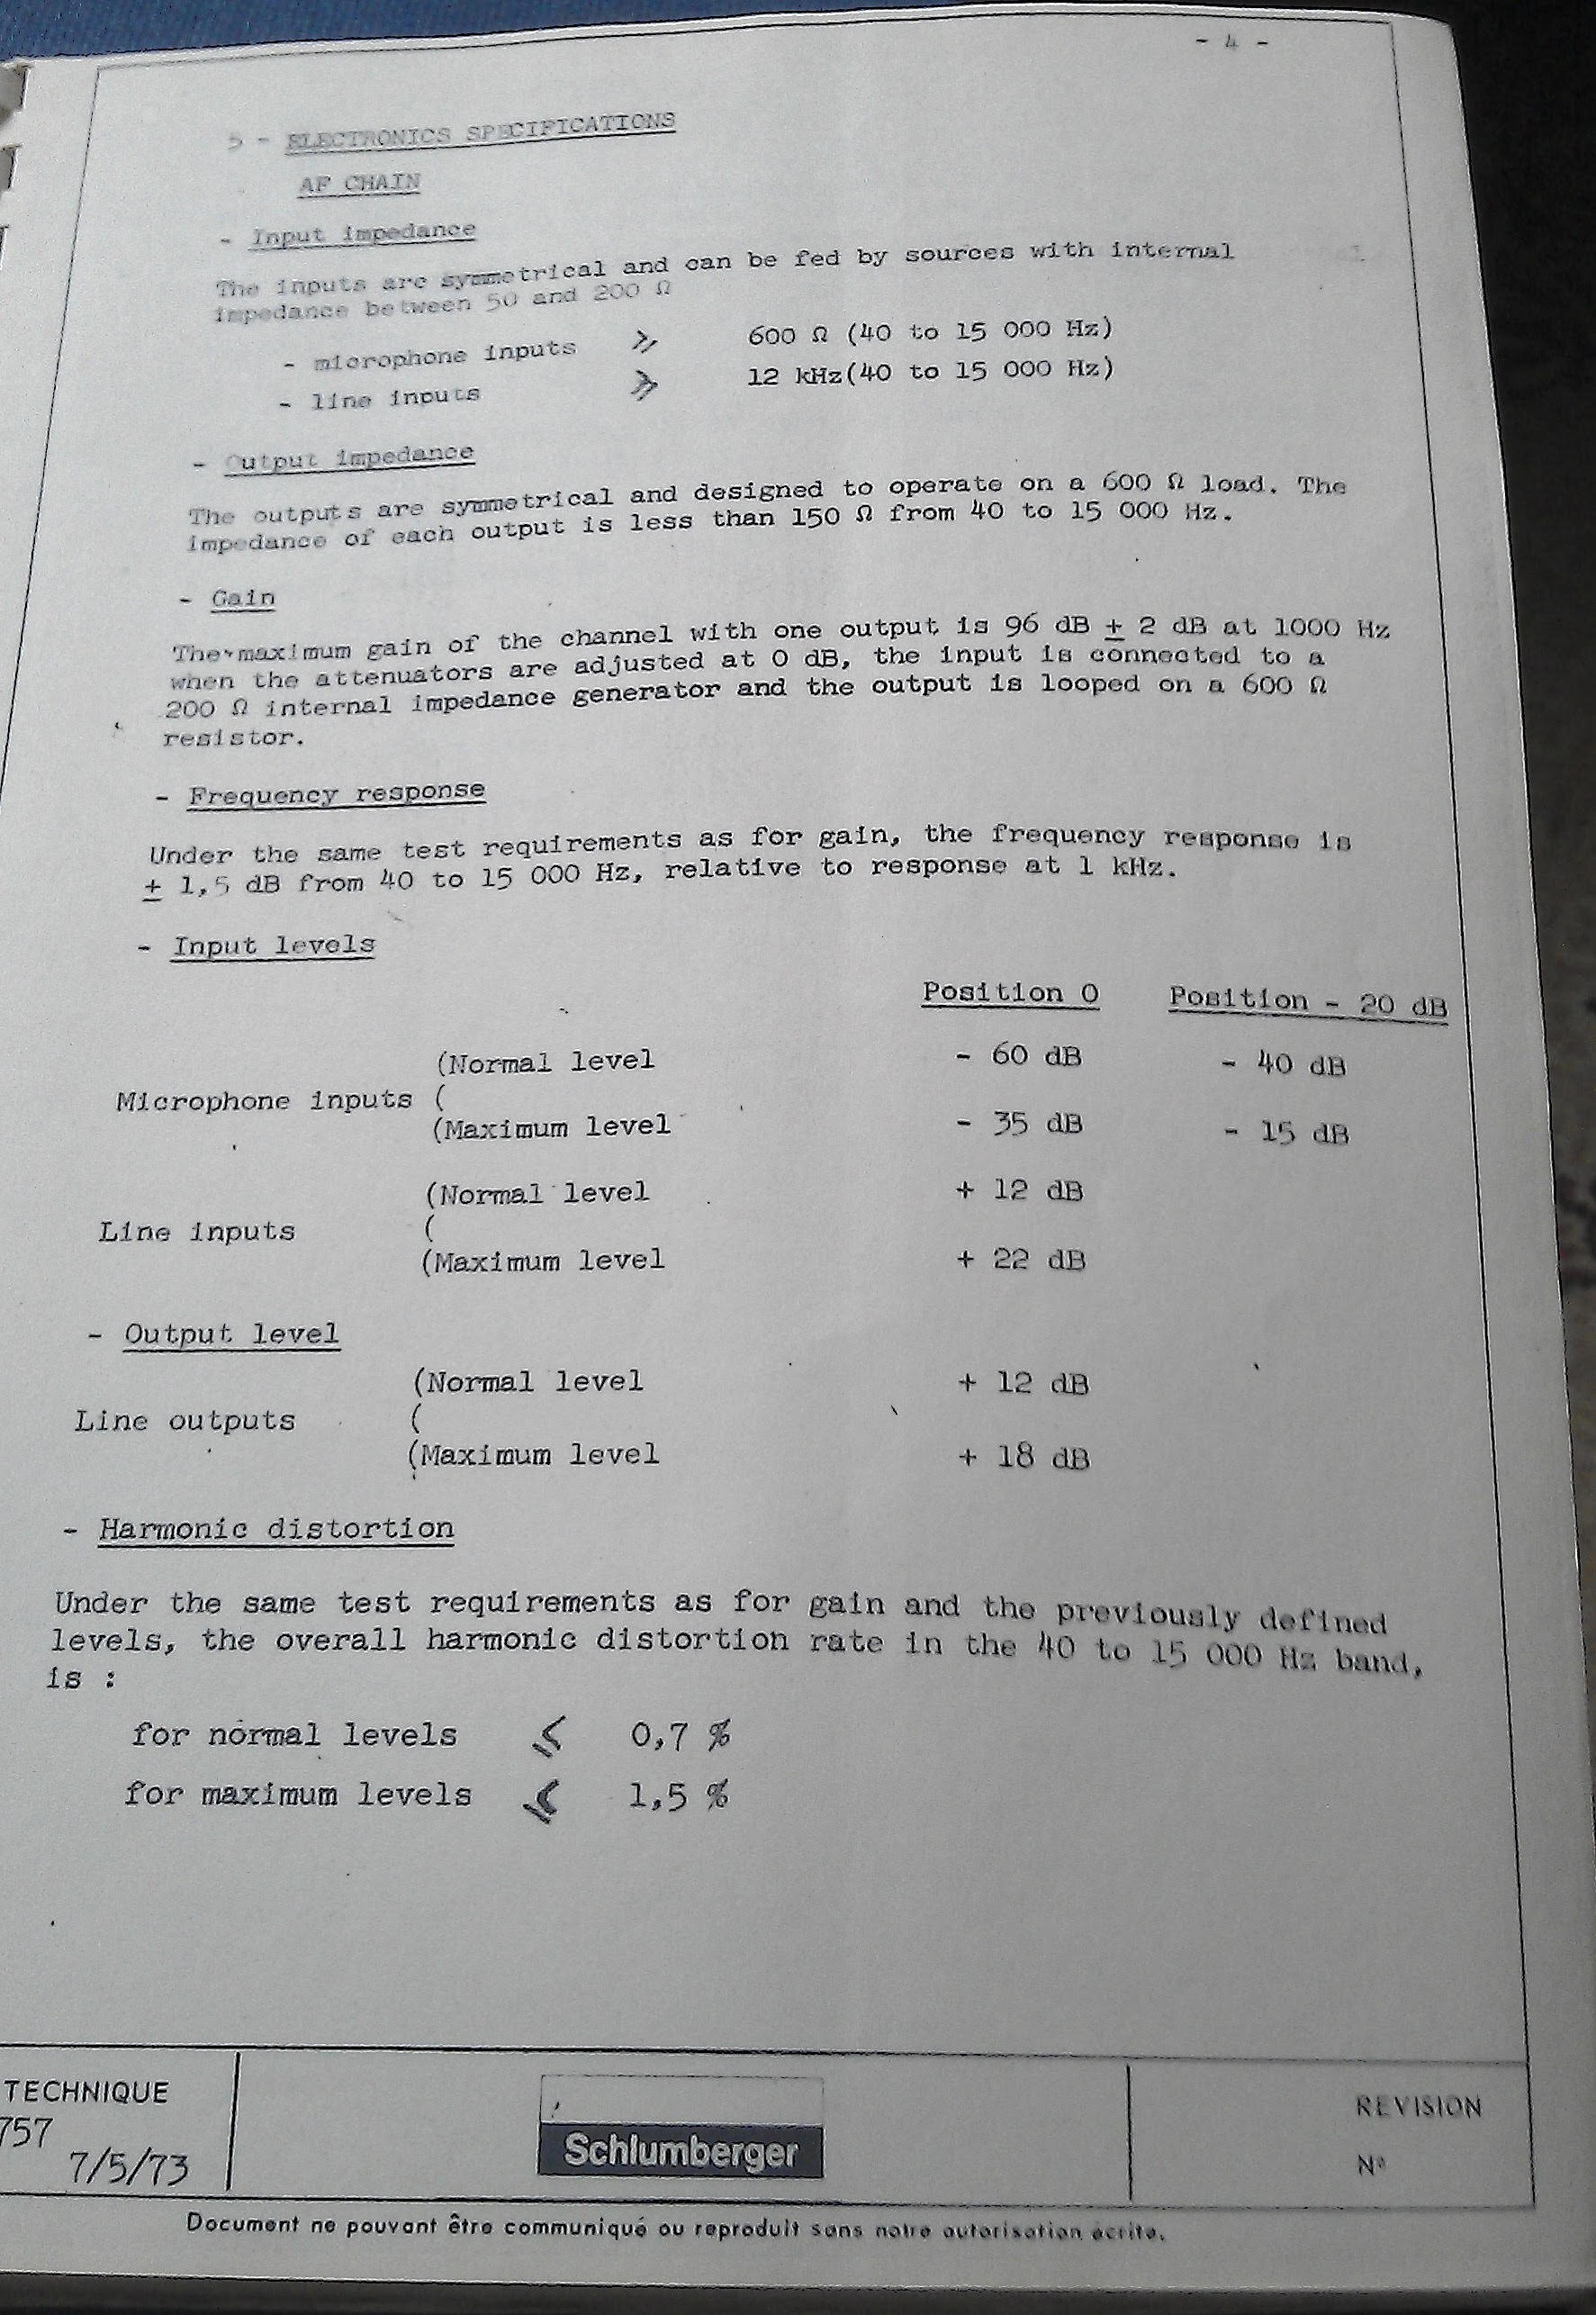 - 4 -
5 - ELECTRONICS SPECIFICATIONS
AF CHAIN
- Input impedance
The inputs are symmetrical and can be fed by sources with internal
impedance between 50 and 200 Ω
- microphone inputs ⩾ 600 Ω (40 to 15 000 Hz)
- line inputs ⩾ 12 kHz(40 to 15 000 Hz)
- Output impedance
The outputs are symmetrical and designed to operate on a 600 Ω load. The
impedance of each output is less than 150 Ω from 40 to 15 000 Hz.
- Gain
The maximum gain of the channel with one output is 96 dB ± 2 dB at 1000 Hz
when the attenuators are adjusted at 0 dB, the input is connected to a
200 Ω internal impedance generator and the output is looped on a 600 Ω
resistor.
- Frequency response
Under the same test requirements as for gain, the frequency response is
± 1,5 dB from 40 to 15 000 Hz, relative to response at 1 kHz.
- Input levels
Position 0 Position - 20 dB
(Normal level - 60 dB - 40 dB
Microphone inputs (
(Maximum level - 35 dB - 15 dB
(Normal level + 12 dB
Line inputs (
(Maximum level + 22 dB
- Output level
(Normal level + 12 dB
Line outputs (
(Maximum level + 18 dB
- Harmonic distortion
Under the same test requirements as for gain and the previously defined
levels, the overall harmonic distortion rate in the 40 to 15 000 Hz band,
is :
for normal levels ⩽ 0,7 %
for maximum levels ⩽ 1,5 %
TECHNIQUE
757
7/5/73
Schlumberger
REVISION
N°
Document ne pouvant être communiqué ou reproduit sans notre autorisation écrite.